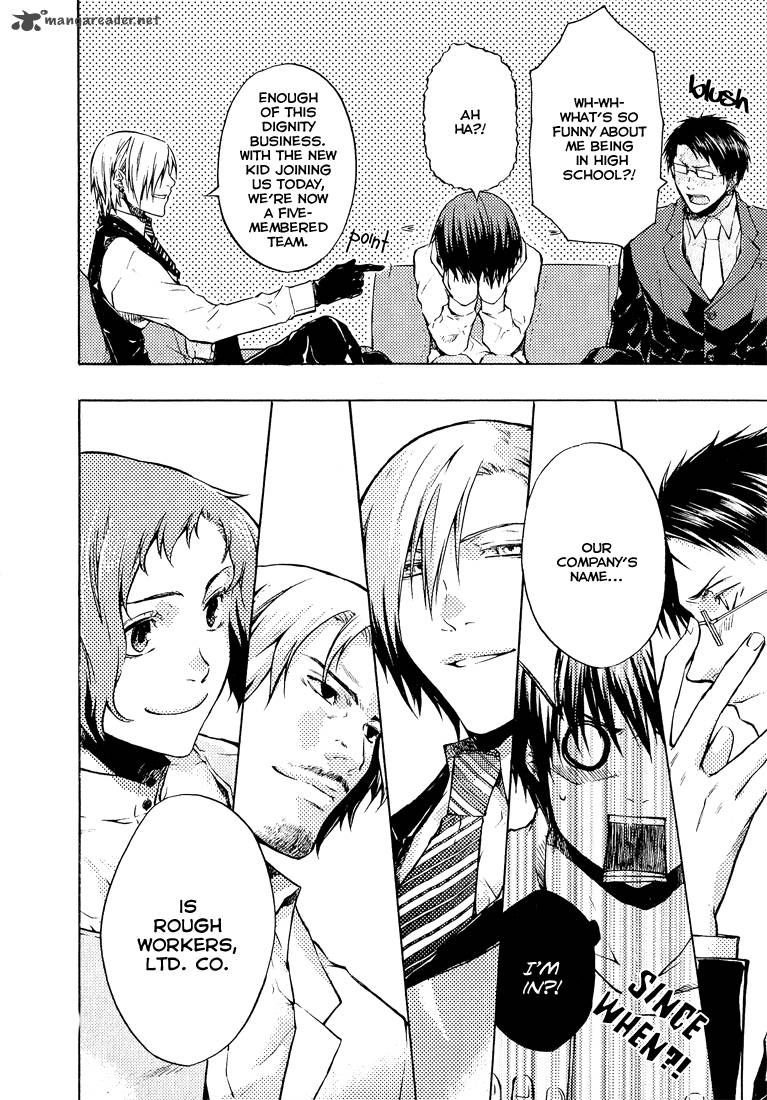 mangareader.net
blush
WH-WH-
WHAT'S SO
FUNNY ABOUT
ME BEING
IN HIGH
SCHOOL?!
AH
HA?!
ENOUGH
OF THIS
DIGNITY
BUSINESS.
WITH THE NEW
KID JOINING
US TODAY,
WE'RE NOW
A FIVE-
MEMBERED
TEAM.
point
OUR
COMPANY'S
NAME...
I'M
IN?!
SINCE
WHEN?!
IS
ROUGH
WORKERS,
LTD. CO.